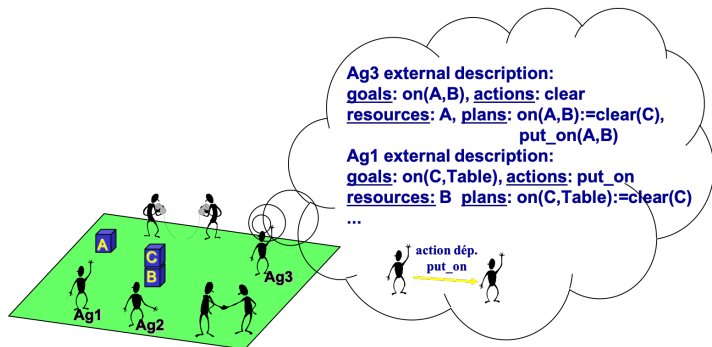 Ag3 external description:
goals: on(A,B), actions: clear
resources: A, plans: on(A,B):=clear(C),
put_on(A,B)
Ag1 external description:
goals: on(C,Table), actions: put_on
resources: B plans: on(C,Table):=clear(C)
...
action dép.
put_on
A
C
B
Ag3
Ag1
Ag2